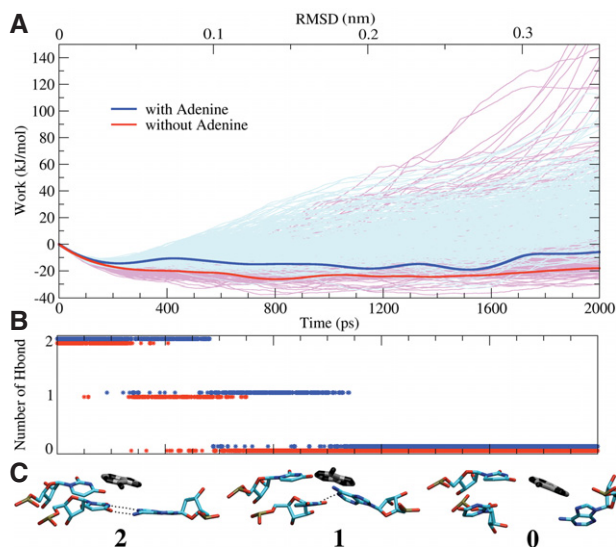 A
RMSD (nm)
0 0.1 0.2 0.3
140
120
100
80
60
40
20
0
-20
-40
Work (kJ/mol)
with Adenine
without Adenine
0 400 800 1200 1600 2000
Time (ps)
B
Number of Hbond
2
1
0
C
2 1 0